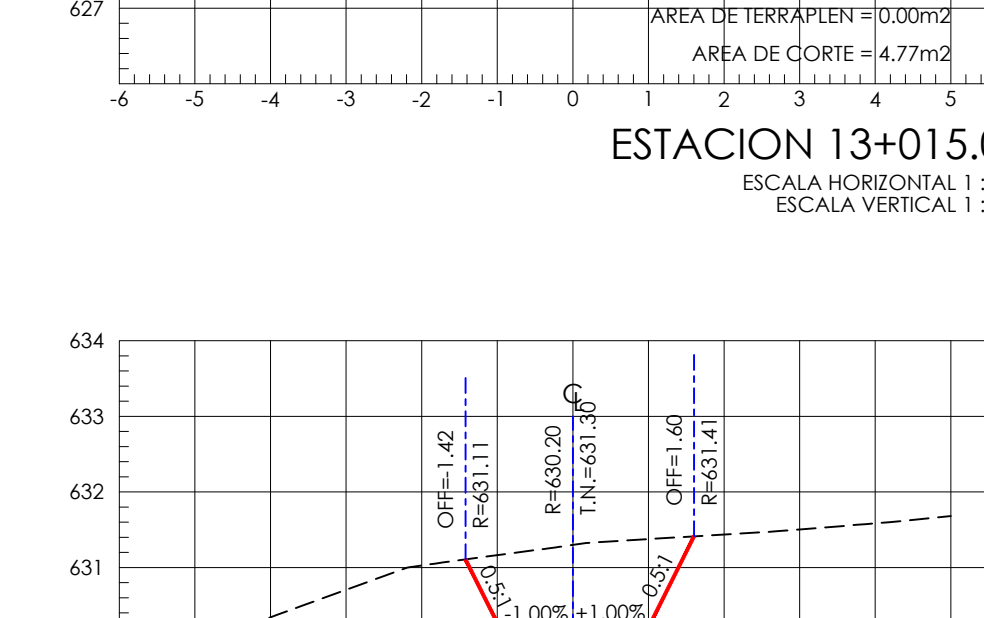 627
AREA DE TERRAPLEN = 0.00m2
AREA DE CORTE = 4.77m2
-6 -5 -4 -3 -2 -1 0 1 2 3 4 5
ESTACION 13+015.0
ESCALA HORIZONTAL 1 :
ESCALA VERTICAL 1 :
634
633
632
631
OFF=-1.42
R=631.11
CL
R=630.20
T.N.=631.30
OFF=1.60
R=631.41
0.5:1
0.5:1
-1.00% +1.00%